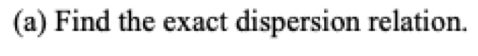 (a) Find the exact dispersion relation.